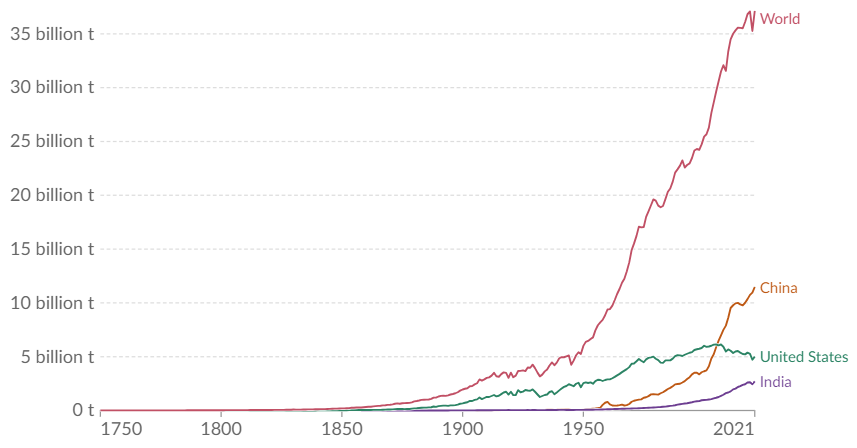 World
35 billion t
30 billion t
25 billion t
20 billion t
15 billion t
China
10 billion t
United States
5 billion t
India
0 t
1750 1800 1850 1900 1950 2021